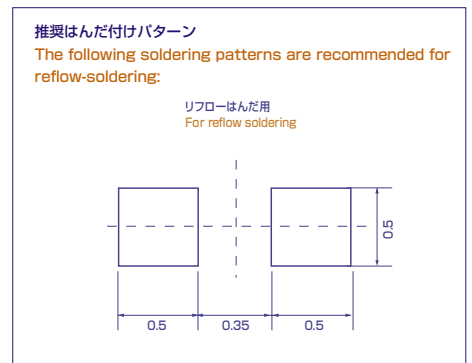 推奨はんだ付けパターン
The following soldering patterns are recommended for
reflow-soldering:
リフローはんだ用
For reflow soldering
0.5
0.5
0.35
0.5